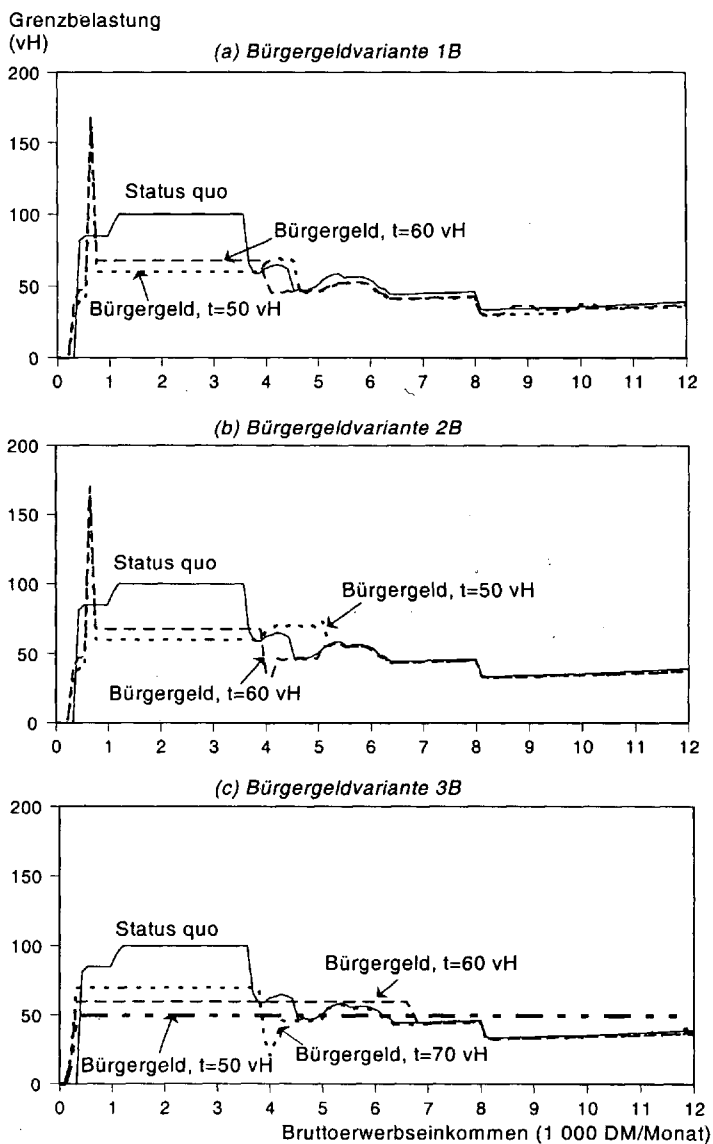 Grenzbelastung
(vH)
(a) Bürgergeldvariante 1B
200
150
100
50
0
Status quo
Bürgergeld, t=60 vH
Bürgergeld, t=50 vH
0 1 2 3 4 5 6 7 8 9 10 11 12
(b) Bürgergeldvariante 2B
200
150
100
50
0
Status quo
Bürgergeld, t=50 vH
Bürgergeld, t=60 vH
0 1 2 3 4 5 6 7 8 9 10 11 12
(c) Bürgergeldvariante 3B
200
150
100
50
0
Status quo
Bürgergeld, t=60 vH
Bürgergeld, t=50 vH
Bürgergeld, t=70 vH
0 1 2 3 4 5 6 7 8 9 10 11 12
Bruttoerwerbseinkommen (1 000 DM/Monat)